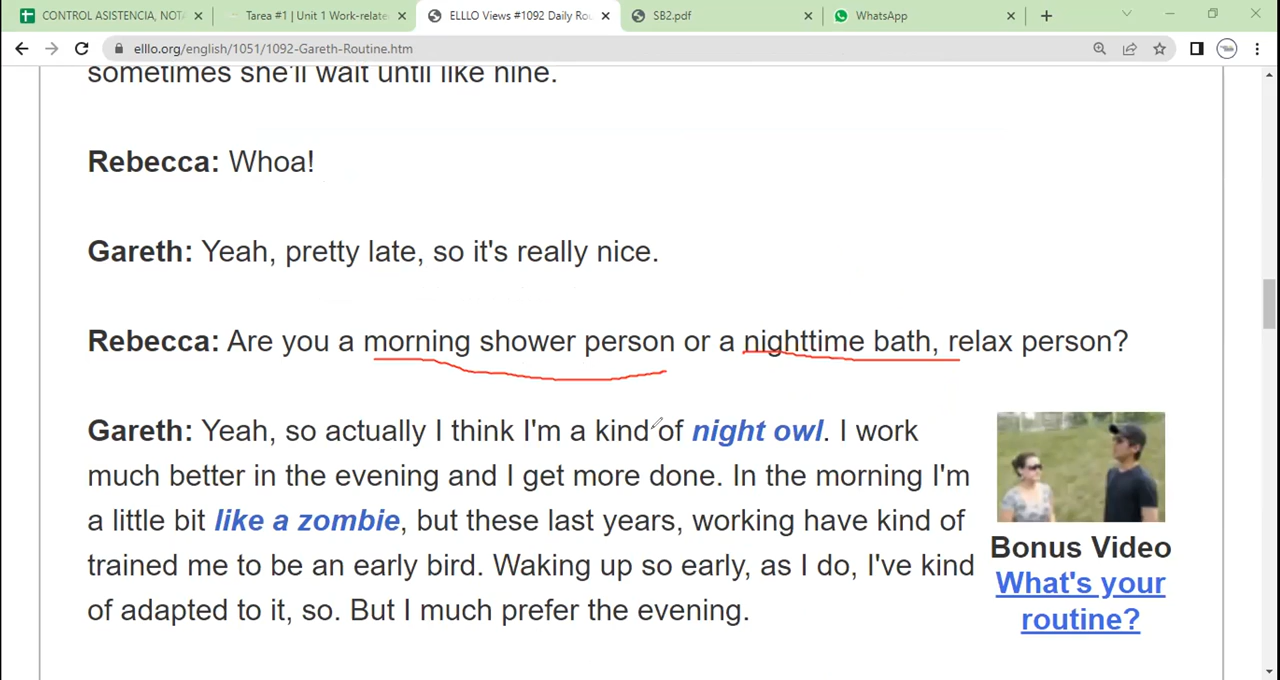 CONTROL ASISTENCIA, NOTA
Tarea #1 | Unit 1 Work-relate
ELLLO Views #1092 Daily Rou
SB2.pdf
WhatsApp
elllo.org/english/1051/1092-Gareth-Routine.htm
sometimes she'll wait until like nine.
Rebecca: Whoa!
Gareth: Yeah, pretty late, so it's really nice.
Rebecca: Are you a morning shower person or a nighttime bath, relax person?
Gareth: Yeah, so actually I think I'm a kind of night owl. I work
much better in the evening and I get more done. In the morning I'm
a little bit like a zombie, but these last years, working have kind of
trained me to be an early bird. Waking up so early, as I do, I've kind
of adapted to it, so. But I much prefer the evening.
Bonus Video
What's your
routine?